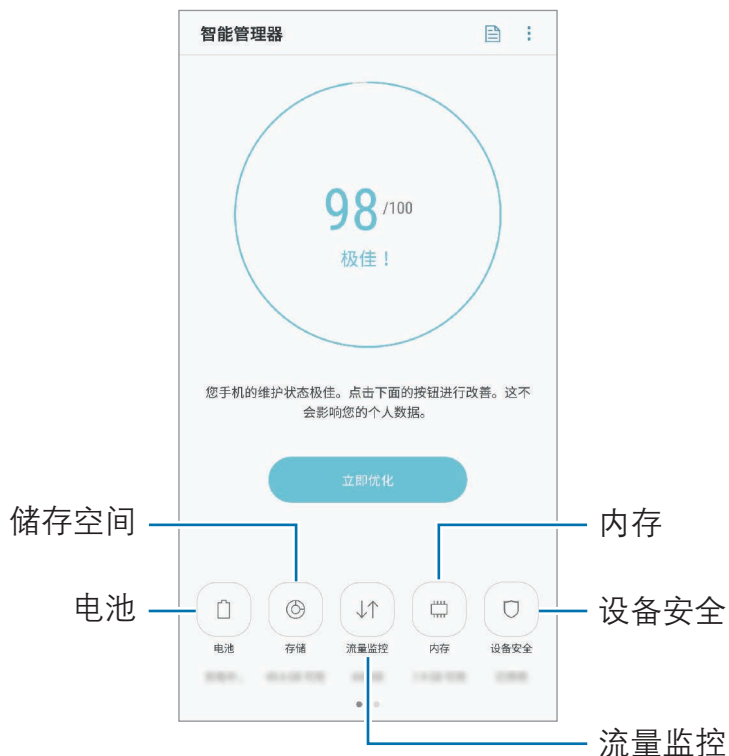 智能管理器
98 /100
极佳！
您手机的维护状态极佳。点击下面的按钮进行改善。这不
会影响您的个人数据。
立即优化
储存空间
内存
电池
设备安全
电池 存储 流量监控 内存 设备安全
流量监控